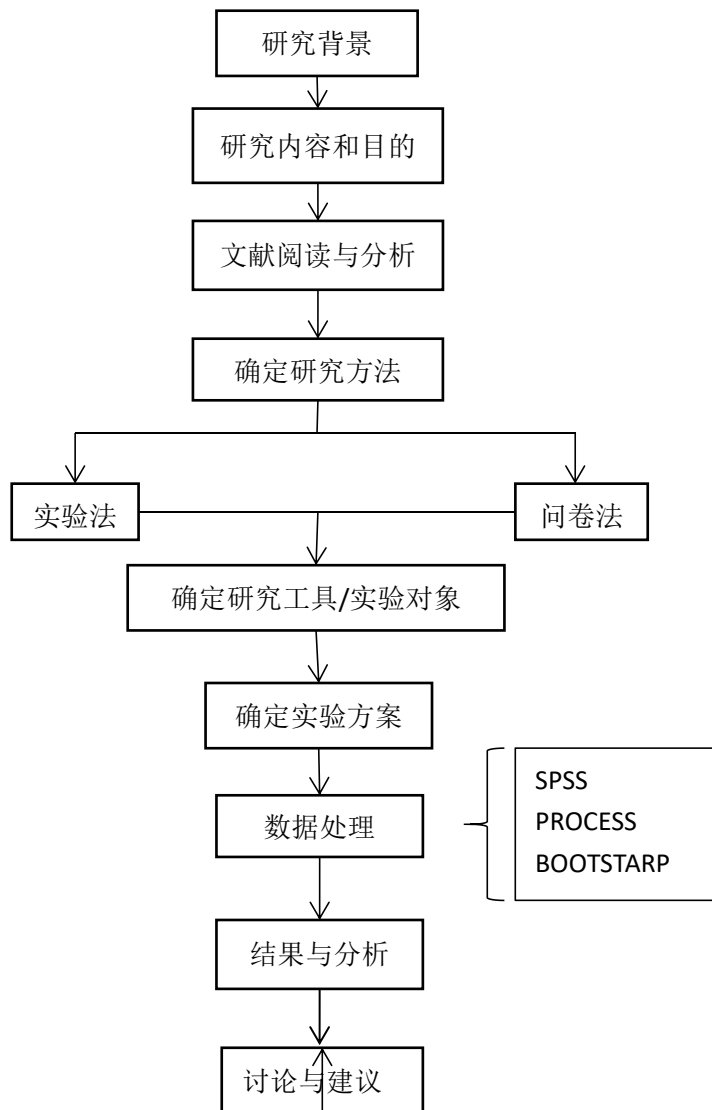 研究背景
研究内容和目的
文献阅读与分析
确定研究方法
实验法
问卷法
确定研究工具/实验对象
确定实验方案
数据处理
SPSS
PROCESS
BOOTSTARP
结果与分析
讨论与建议